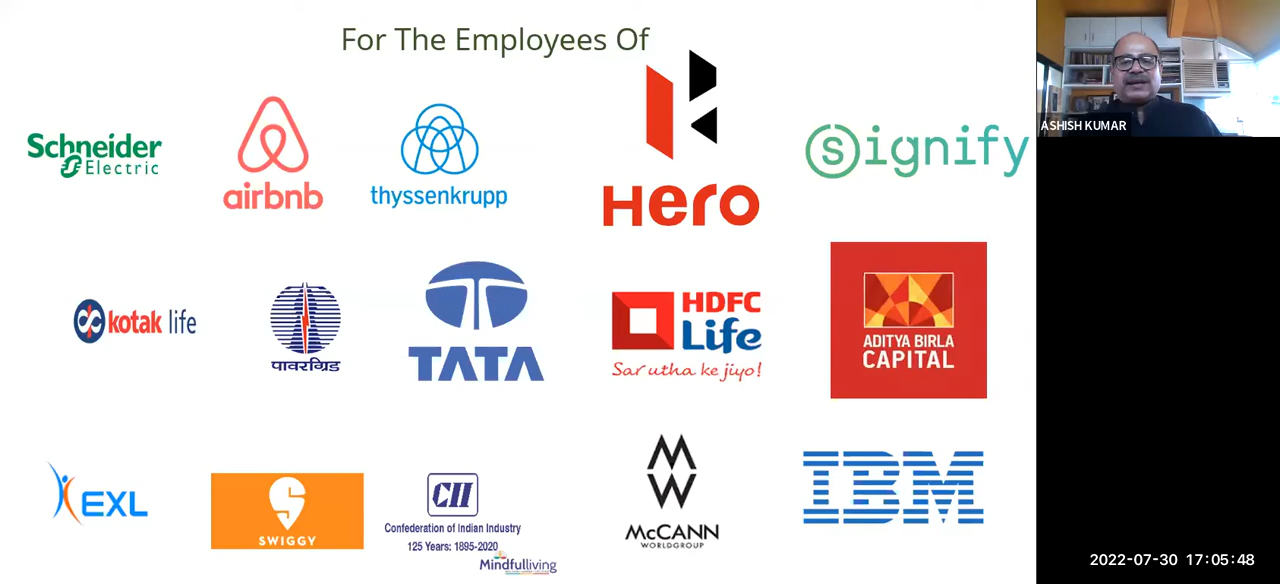 For The Employees Of
ASHISH KUMAR
Schneider
Electric
airbnb
thyssenkrupp
Hero
Signify
kotak life
पावरग्रिड
TATA
HDFC
Life
Sar utha ke jiyo!
ADITYA BIRLA
CAPITAL
EXL
SWIGGY
CII
Confederation of Indian Industry
125 Years: 1895-2020
Mindfulliving
McCANN
WORLDGROUP
IBM
2022-07-30 17:05:48